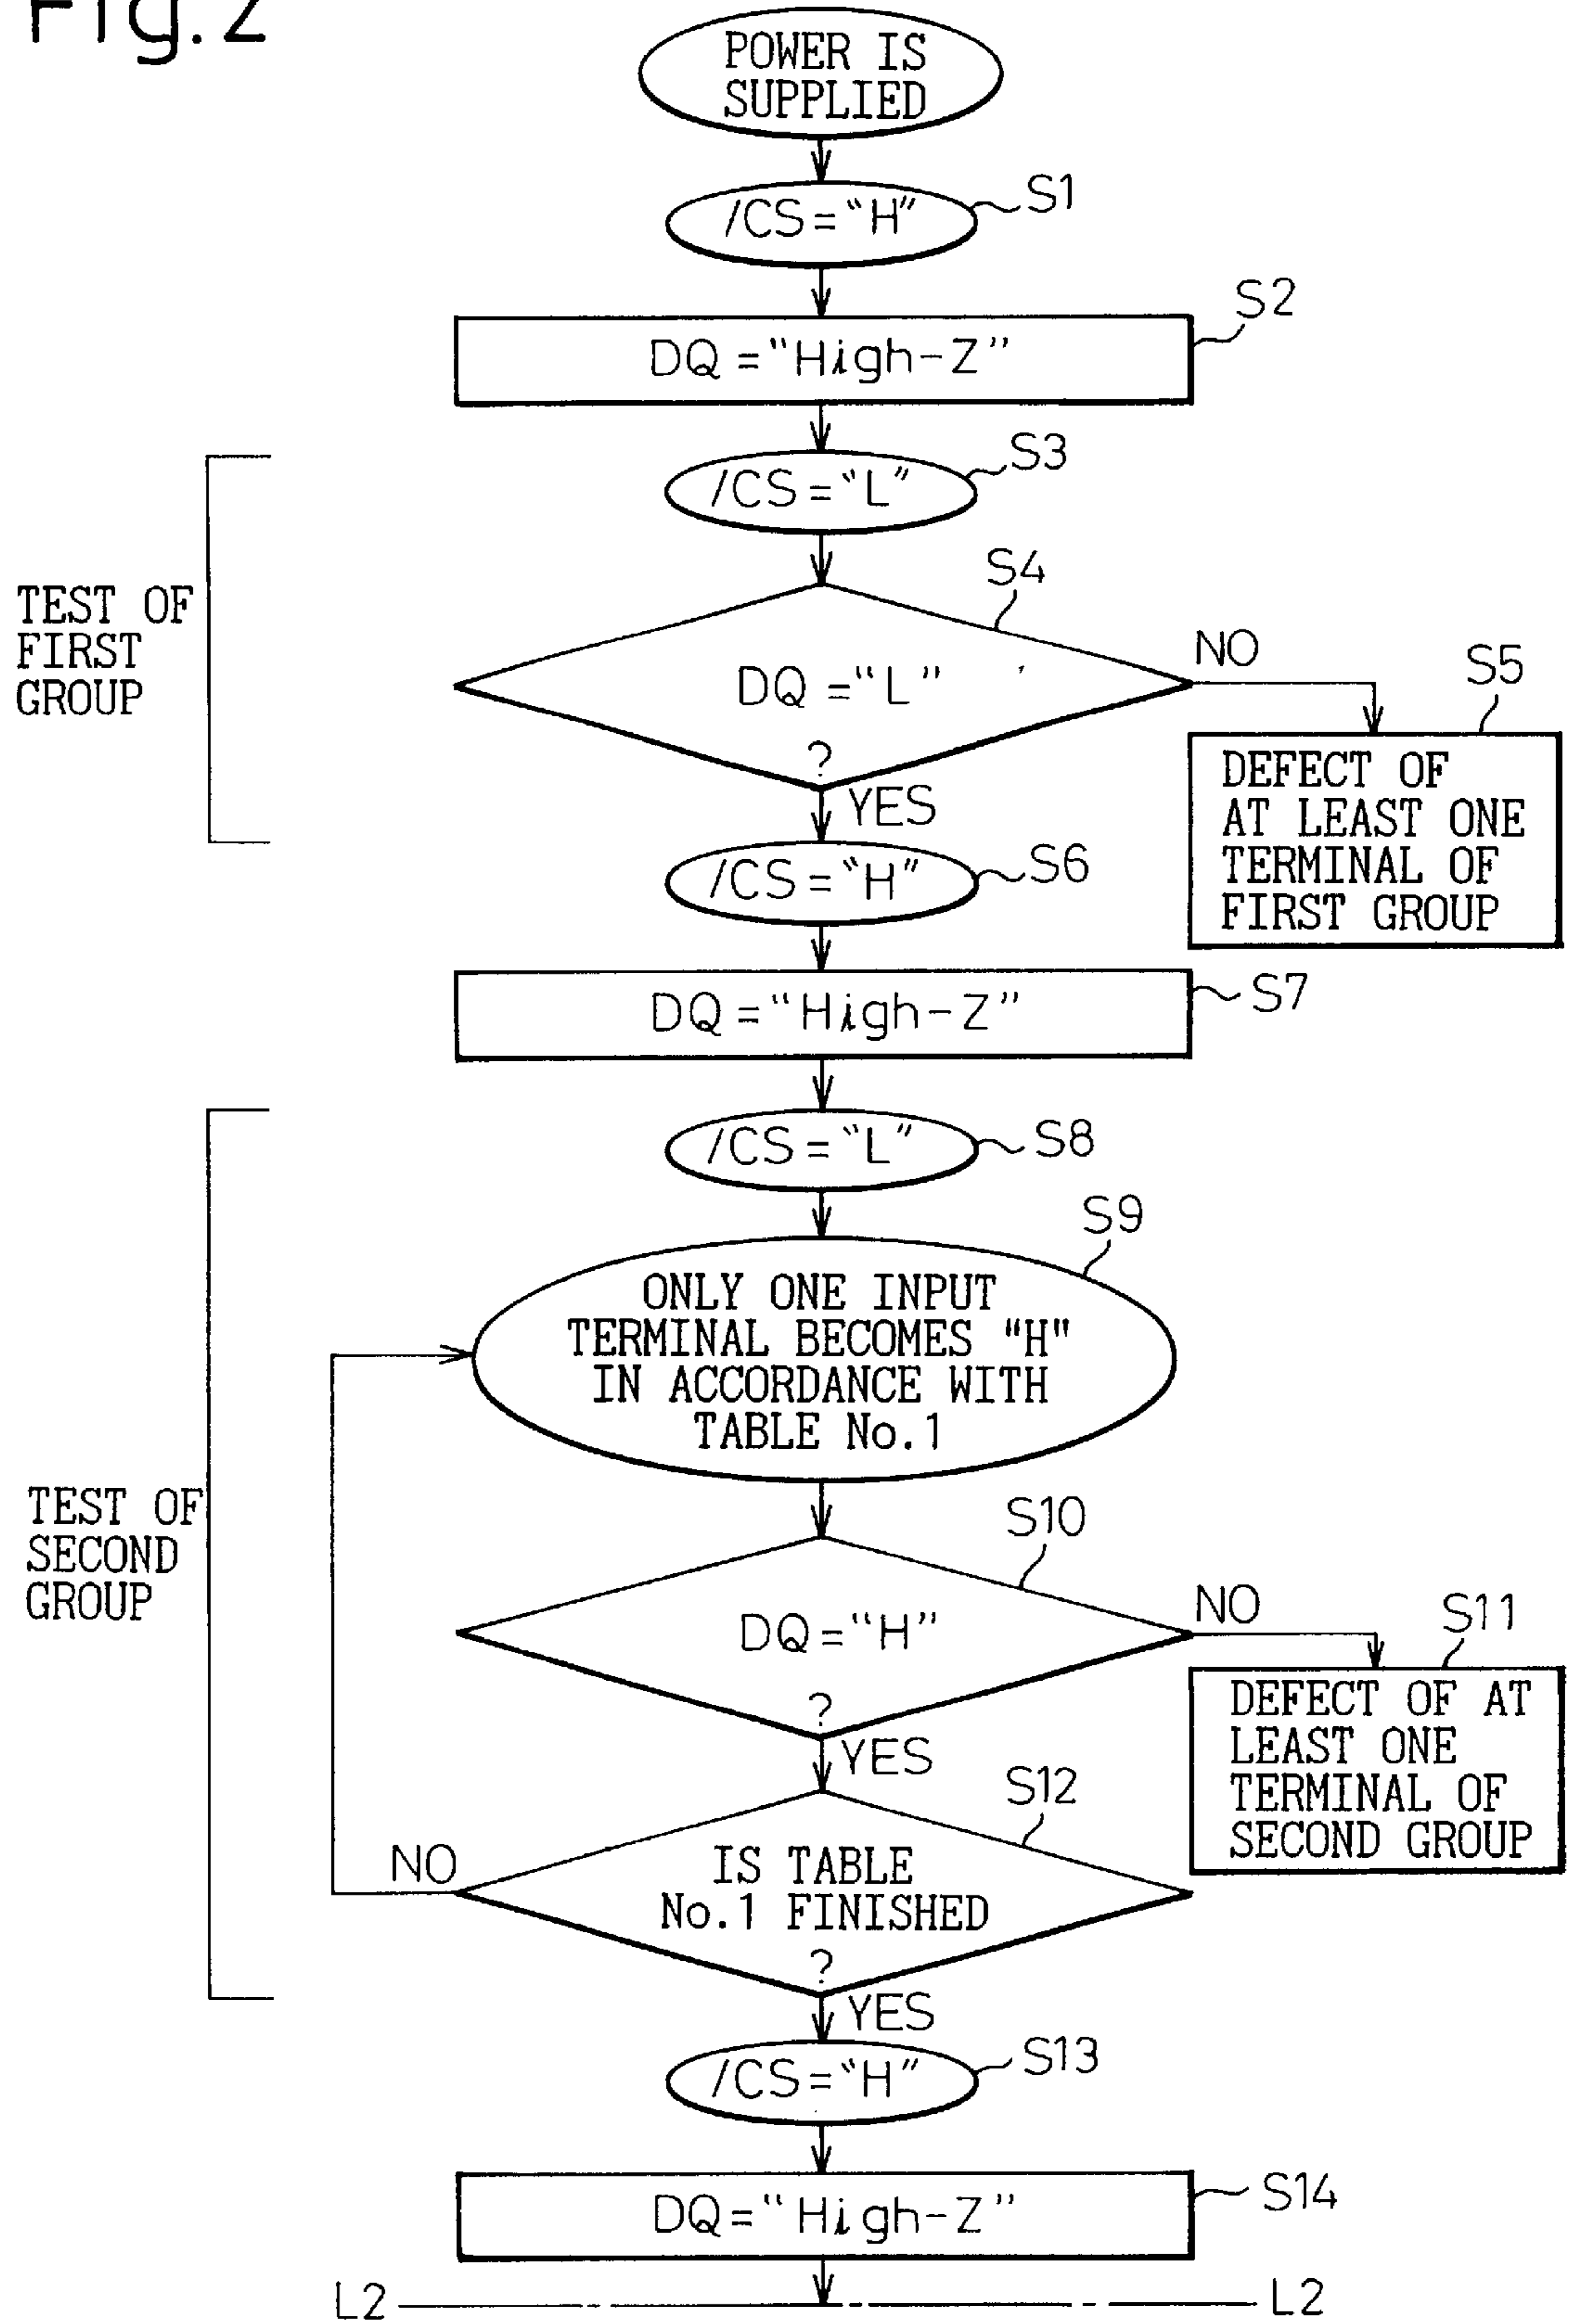 Fig. 2
POWER IS
SUPPLIED
/CS = "H"
S1
DQ = "High-Z"
S2
/CS = "L"
S3
TEST OF
FIRST
GROUP
S4
DQ = "L"
?
NO
YES
S5
DEFECT OF
AT LEAST ONE
TERMINAL OF
FIRST GROUP
/CS = "H"
S6
DQ = "High-Z"
S7
/CS = "L"
S8
S9
ONLY ONE INPUT
TERMINAL BECOMES "H"
IN ACCORDANCE WITH
TABLE No.1
TEST OF
SECOND
GROUP
S10
DQ = "H"
?
NO
YES
S11
DEFECT OF AT
LEAST ONE
TERMINAL OF
SECOND GROUP
S12
NO
IS TABLE
No.1 FINISHED
?
YES
/CS = "H"
S13
DQ = "High-Z"
S14
L2
L2